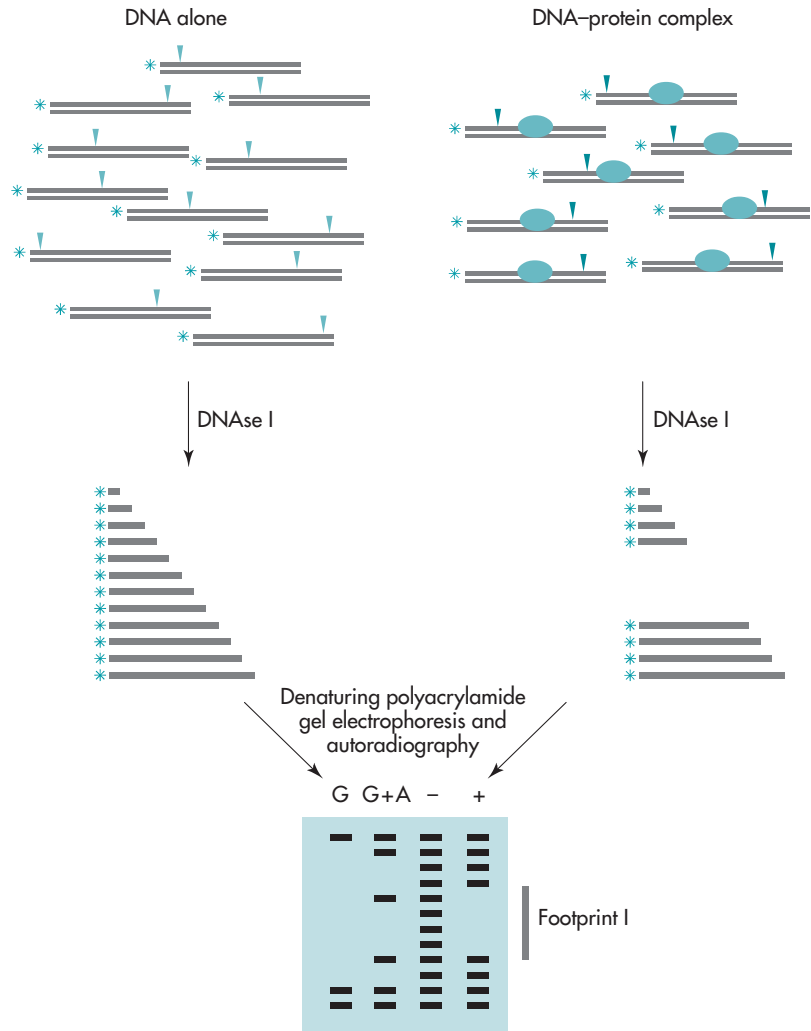 DNA alone
DNA–protein complex
DNAse I
DNAse I
Denaturing polyacrylamide
gel electrophoresis and
autoradiography
G G+A – +
Footprint I